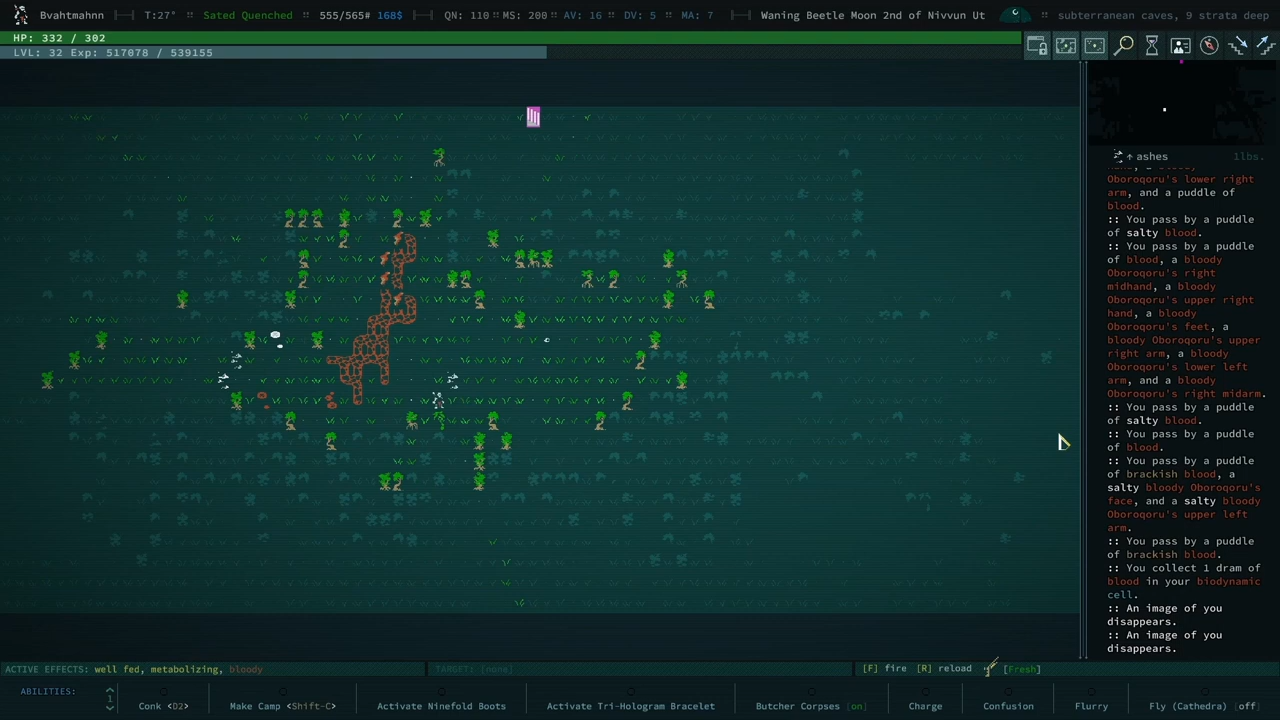 Bvahtmahnn T:27° :: Sated Quenched :: 555/565# 168$ QN: 110 :: MS: 200 :: AV: 16 :: DV: 5 :: MA: 7 Waning Beetle Moon 2nd of Nivvun Ut :: subterranean caves, 9 strata deep
HP: 332 / 302
LVL: 32 Exp: 517078 / 539155
ashes 1lbs.
Oboroqoru's lower right
arm, and a puddle of
blood.
:: You pass by a puddle
of salty blood.
:: You pass by a puddle
of blood, a bloody
Oboroqoru's right
midhand, a bloody
Oboroqoru's upper right
hand, a bloody
Oboroqoru's feet, a
bloody Oboroqoru's upper
right arm, a bloody
Oboroqoru's lower left
arm, and a bloody
Oboroqoru's right midarm.
:: You pass by a puddle
of salty blood.
:: You pass by a puddle
of blood.
:: You pass by a puddle
of brackish blood, a
salty bloody Oboroqoru's
face, and a salty bloody
Oboroqoru's upper left
arm.
:: You pass by a puddle
of brackish blood.
:: You collect 1 dram of
blood in your biodynamic
cell.
:: An image of you
disappears.
:: An image of you
disappears.
ACTIVE EFFECTS: well fed, metabolizing, bloody
TARGET: [none]
[F] fire [R] reload [Fresh]
ABILITIES: 1 Conk <D2> Make Camp <Shift-C> Activate Ninefold Boots Activate Tri-Hologram Bracelet Butcher Corpses [on] Charge Confusion Flurry Fly (Cathedra) [off]